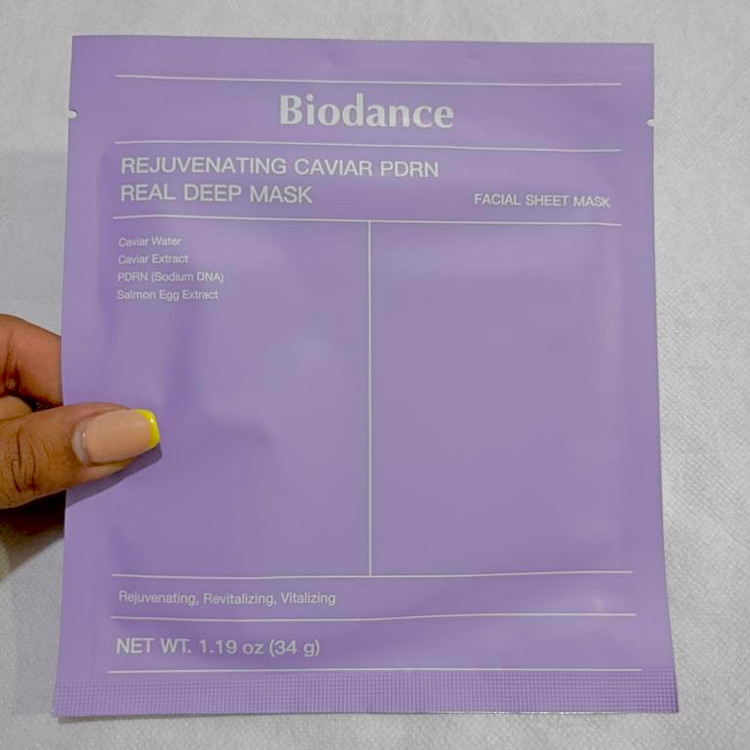 Biodance
REJUVENATING CAVIAR PDRN
REAL DEEP MASK
FACIAL SHEET MASK
Caviar Water
Caviar Extract
PDRN (Sodium DNA)
Salmon Egg Extract
Rejuvenating, Revitalizing, Vitalizing
NET WT. 1.19 oz (34 g)